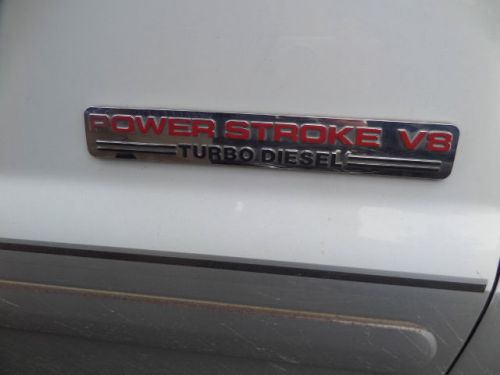 POWER STROKE V8
TURBO DIESEL